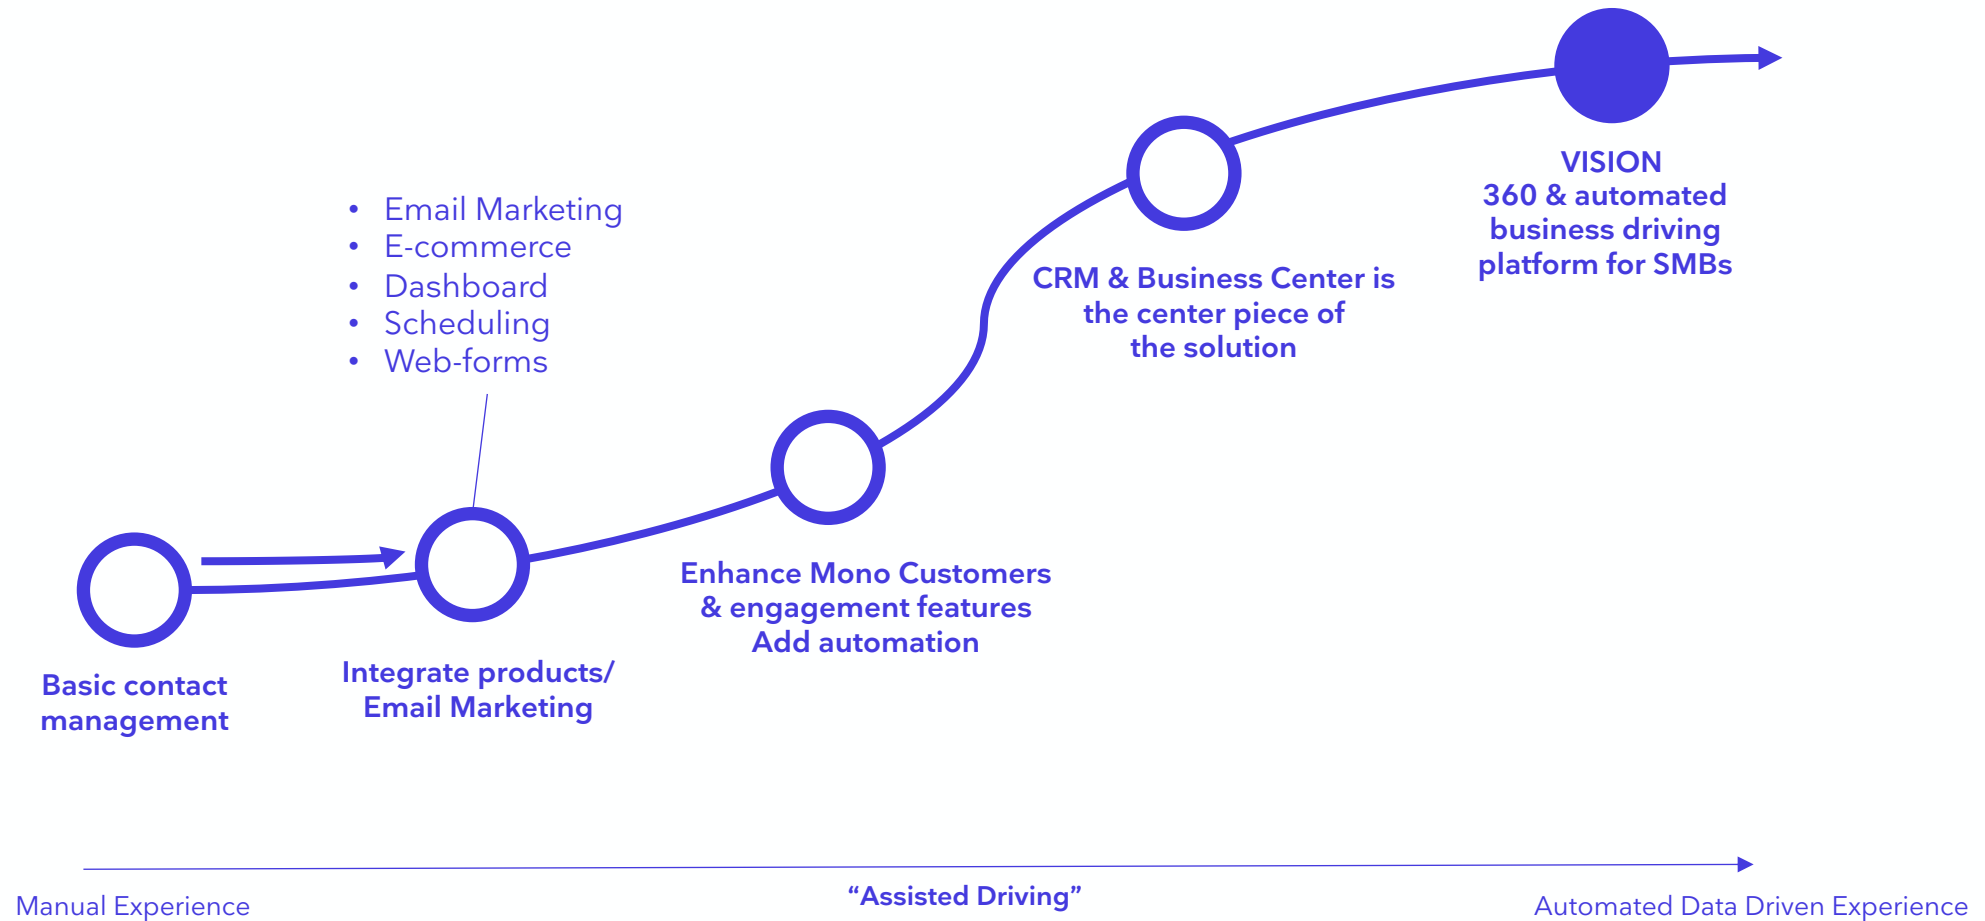 VISION
360 & automated
business driving
platform for SMBs
• Email Marketing
• E-commerce
• Dashboard
• Scheduling
• Web-forms
CRM & Business Center is
the center piece of
the solution
Enhance Mono Customers
& engagement features
Add automation
Integrate products/
Email Marketing
Basic contact
management
Manual Experience
“Assisted Driving”
Automated Data Driven Experience